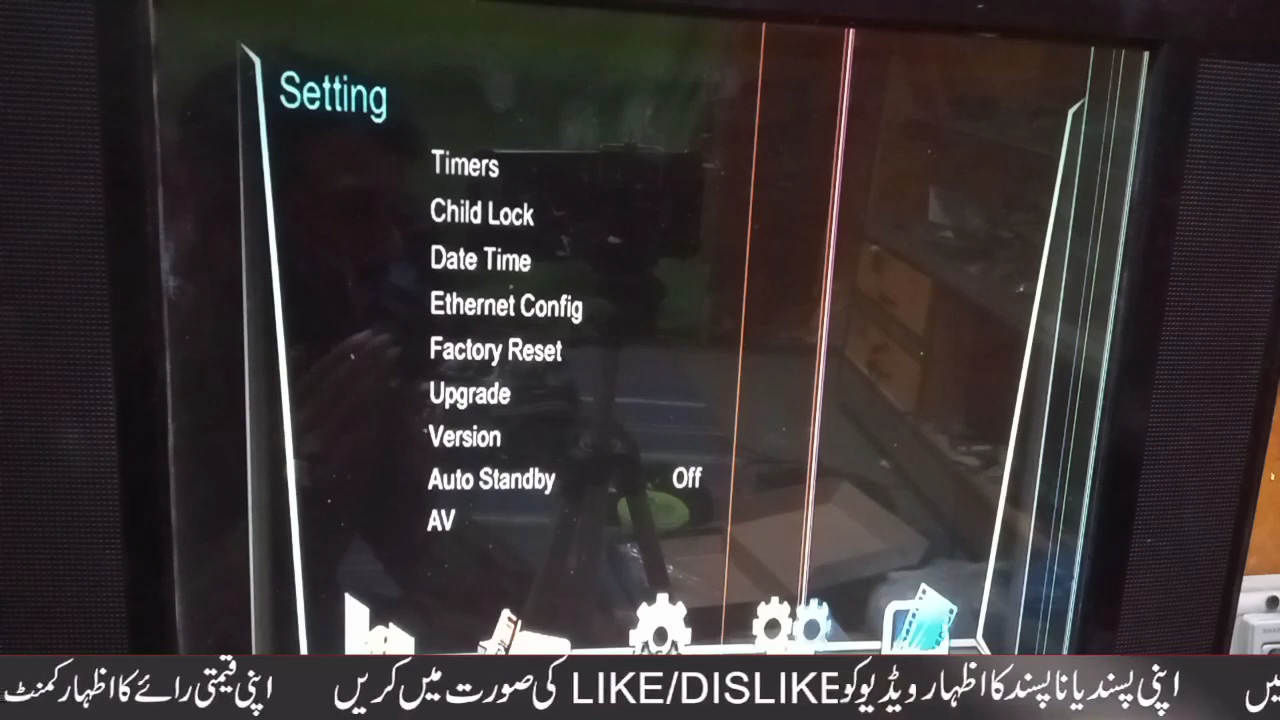 Setting
Timers
Child Lock
Date Time
Ethernet Config
Factory Reset
Upgrade
Version
Auto Standby Off
AV
میں اپنی پسند یا ناپسند کا اظہار ویڈیو کو LIKE/DISLIKE کی صورت میں کریں اپنی قیمتی رائے کا اظہار کمنٹ